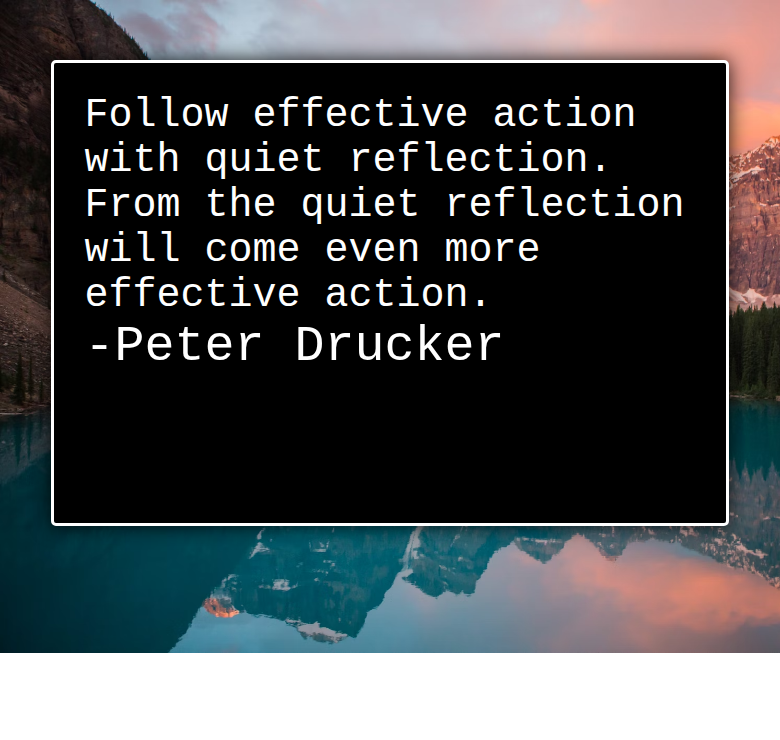 Follow effective action
with quiet reflection.
From the quiet reflection
will come even more
effective action.
-Peter Drucker